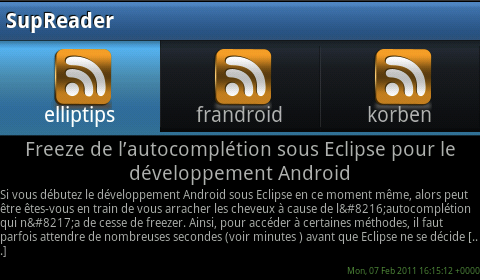 SupReader
elliptips
frandroid
korben
Freeze de l’autocomplétion sous Eclipse pour le
développement Android
Si vous débutez le développement Android sous Eclipse en ce moment même, alors peut
être êtes-vous en train de vous arracher les cheveux à cause de l&#8216;autocomplétion
qui n&#8217;a de cesse de freezer. Ainsi, pour accéder à certaines méthodes, il faut
parfois attendre de nombreuses secondes (voir minutes ) avant que Eclipse ne se décide [..
.]
Mon, 07 Feb 2011 16:15:12 +0000